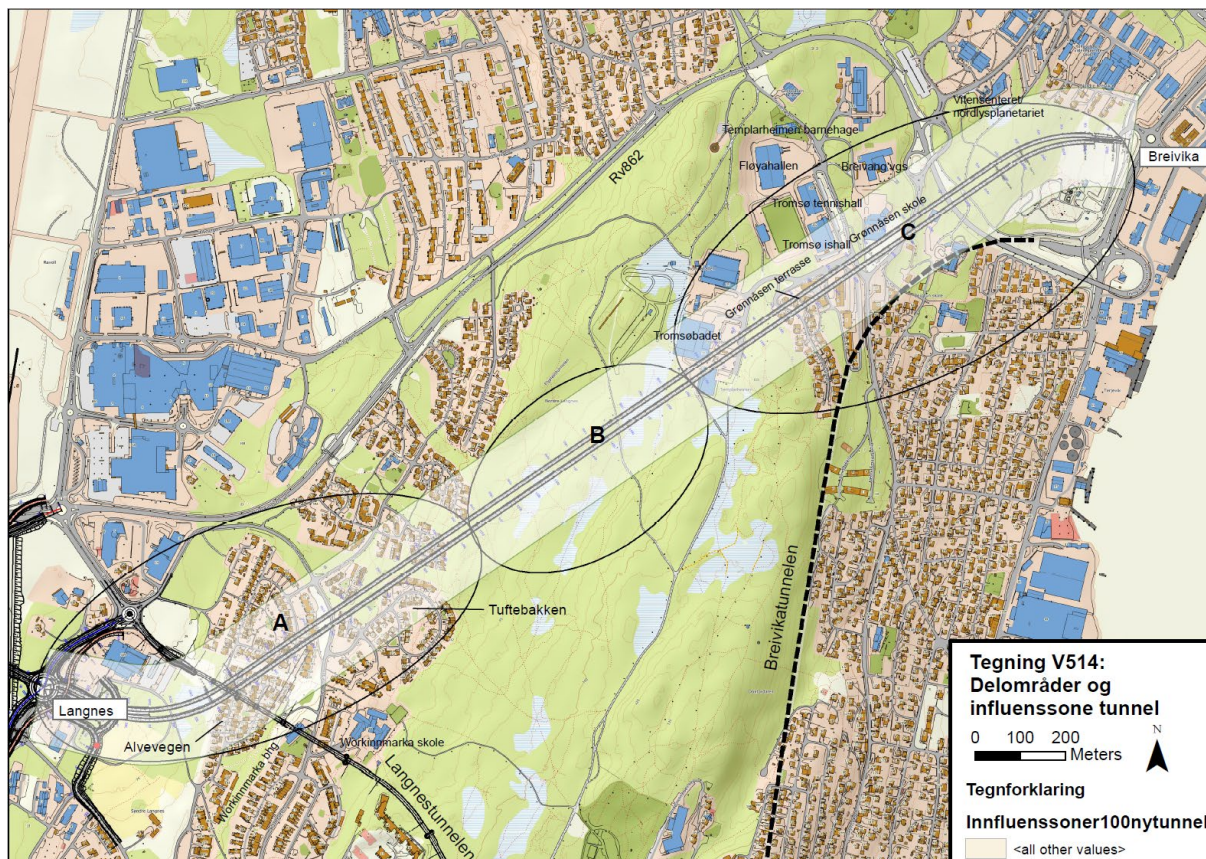 Vitensenteret/
nordlysplanetariet
Templarheimen barnehage
Breivika
Fløyahallen
Breivang vgs
Rv862
Tromsø tennishall
Grønnåsen skole
C
Tromsø ishall
Grønnåsen terrasse
Tromsøbadet
B
A
Tuftebakken
Breivikatunnelen
Langnes
Alvevegen
Workinnmarka bhg
Workinnmarka skole
Langnestunnelen
Tegning V514:
Delområder og
influenssone tunnel
0 100 200
Meters
N
Tegnforklaring
Innfluenssoner100nytunnel
<all other values>